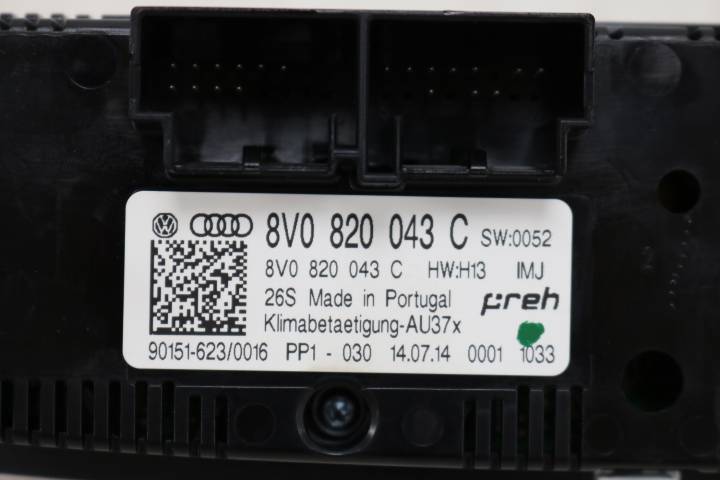 8V0 820 043 C SW:0052
8V0 820 043 C HW:H13 IMJ
26S Made in Portugal preh
Klimabetaetigung-AU37x
90151-623/0016 PP1 - 030 14.07.14 0001 1033